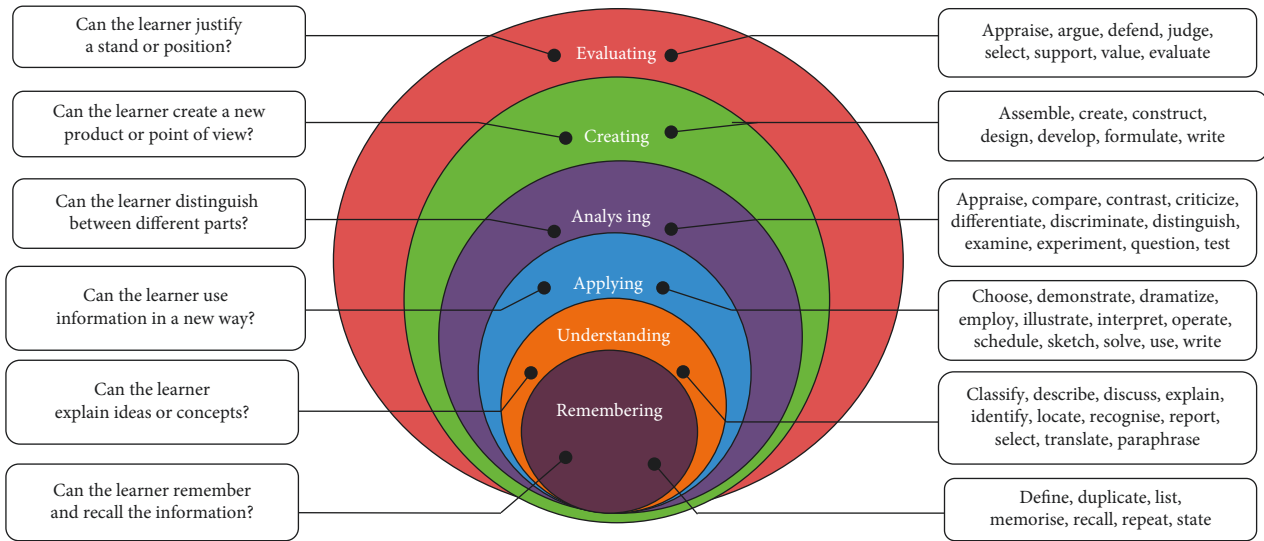 Can the learner justify
a stand or position?
Evaluating
Appraise, argue, defend, judge,
select, support, value, evaluate
Can the learner create a new
product or point of view?
Creating
Assemble, create, construct,
design, develop, formulate, write
Can the learner distinguish
between different parts?
Analys ing
Appraise, compare, contrast, criticize,
differentiate, discriminate, distinguish,
examine, experiment, question, test
Can the learner use
information in a new way?
Applying
Choose, demonstrate, dramatize,
employ, illustrate, interpret, operate,
schedule, sketch, solve, use, write
Can the learner
explain ideas or concepts?
Understanding
Classify, describe, discuss, explain,
identify, locate, recognise, report,
select, translate, paraphrase
Can the learner remember
and recall the information?
Remembering
Define, duplicate, list,
memorise, recall, repeat, state